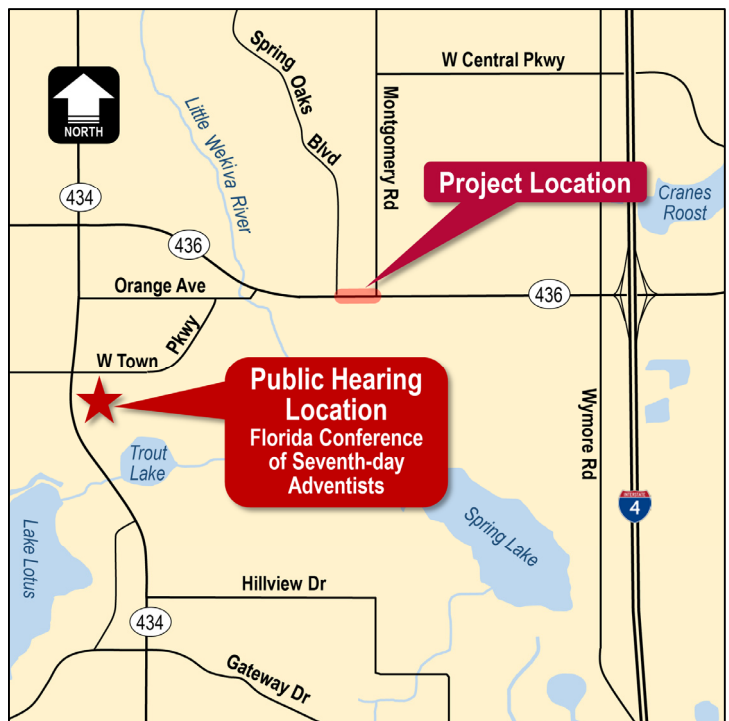 Spring
Oaks
Blvd
W Central Pkwy
NORTH
Little Wekiva River
Montgomery Rd
Project Location
434
Cranes
Roost
436
Orange Ave
436
W Town
Pkwy
Public Hearing
Location
Florida Conference
of Seventh-day
Adventists
Wymore Rd
Trout
Lake
INTERSTATE
4
Lake Lotus
Spring Lake
Hillview Dr
434
Gateway Dr